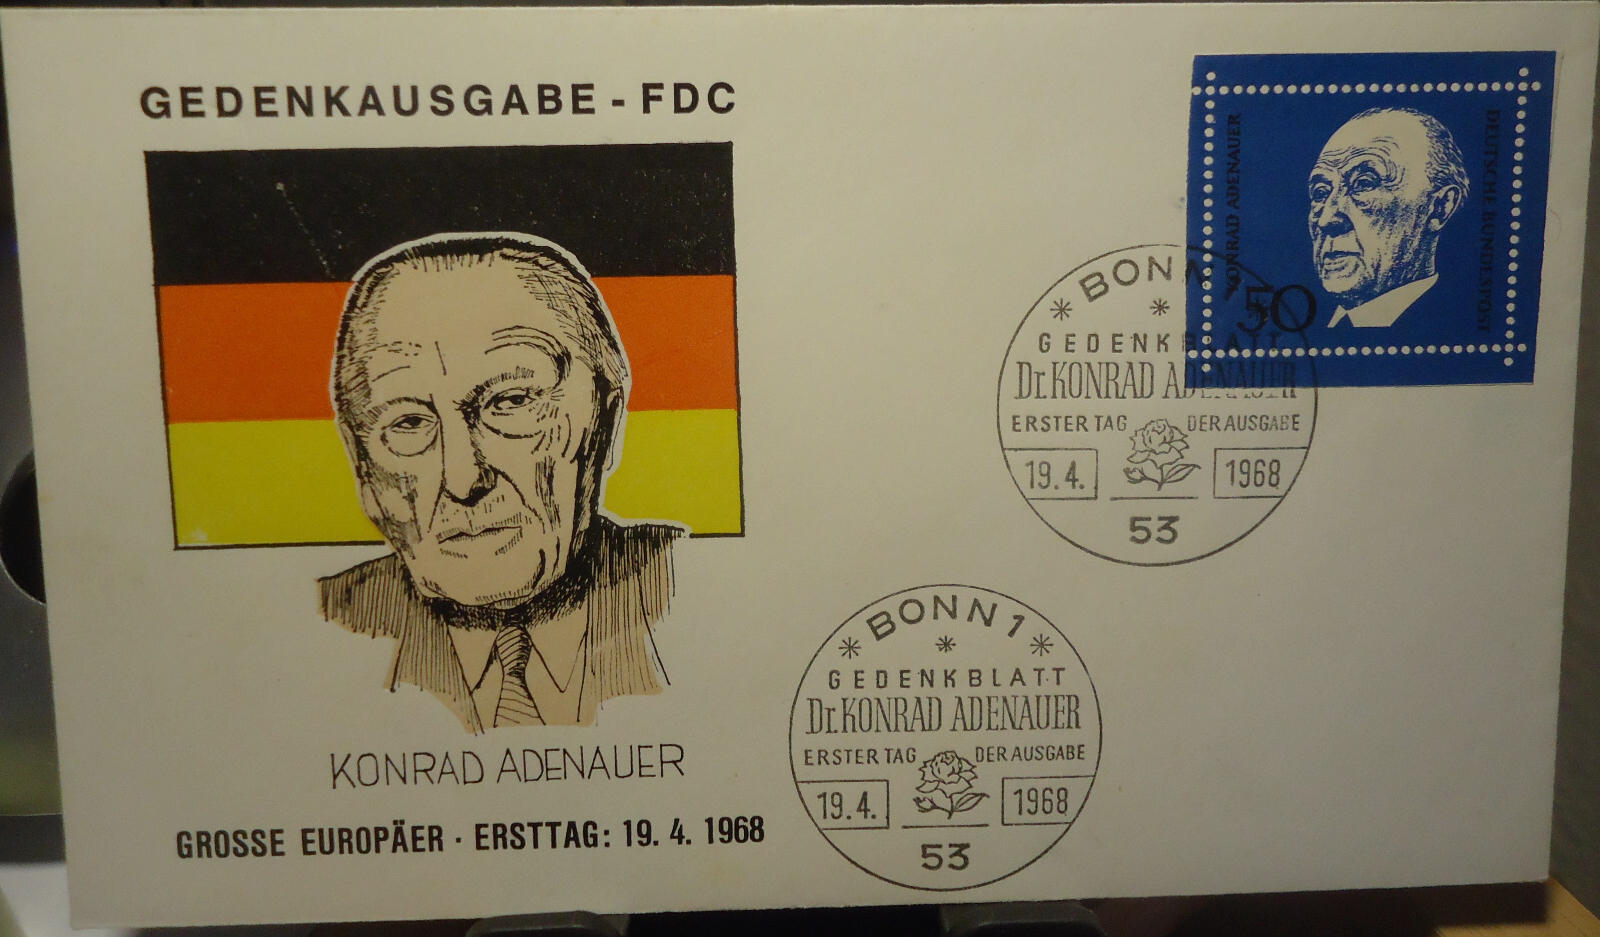 GEDENKAUSGABE - FDC
KONRAD ADENAUER
GROSSE EUROPÄER · ERSTTAG: 19. 4. 1968
KONRAD ADENAUER
DEUTSCHE BUNDESPOST
50
BONN
GEDENKBLATT
Dr. KONRAD ADENAUER
ERSTER TAG DER AUSGABE
19.4. 1968
53
BONN 1
GEDENKBLATT
Dr. KONRAD ADENAUER
ERSTER TAG DER AUSGABE
19.4. 1968
53